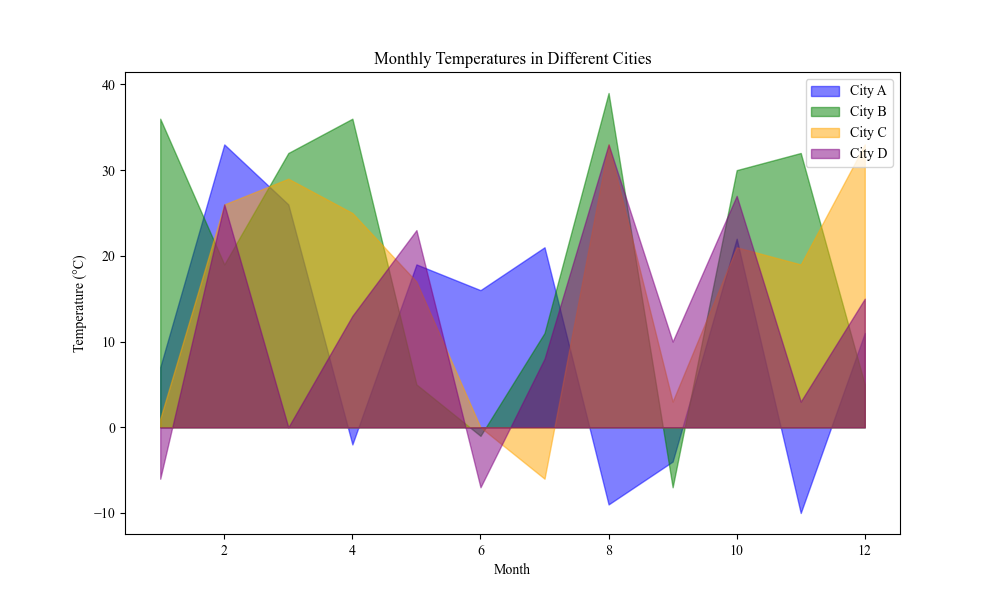 Monthly Temperatures in Different Cities
City A
City B
City C
City D
Temperature (°C)
40
30
20
10
0
−10
2 4 6 8 10 12
Month